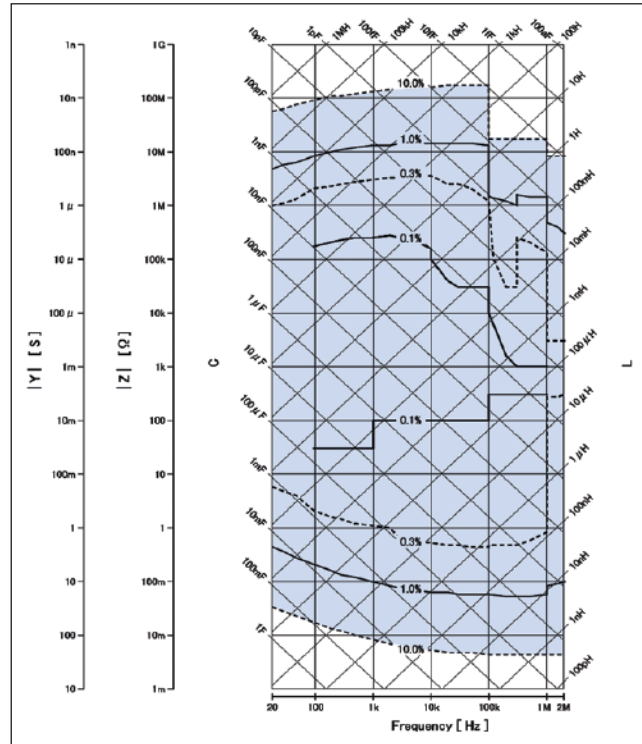 10pF 1pF 1MH 100fF 100kH 10fF 10kH 1fF 1kH 100aF 100H
1n 1G
10H
100pF
10n 100M 10.0%
1H
1nF
100n 10M 1.0%
100mH
10nF
0.3%
1μ 1M
10mH
100nF
0.1%
10μ 100k
1mH
1μF
100μ 10k
100μH
10μF
1m 1k
|Y| [S] |Z| [Ω] C L
10μH
100μF
10m 100 0.1%
1μH
1mF
100m 10
100nH
10mF
1 1 0.3%
10nH
100mF
10 100m 1.0%
1nH
1F
100 10m 10.0%
100pH
10 1m
20 100 1k 10k 100k 1M 2M
Frequency [ Hz ]